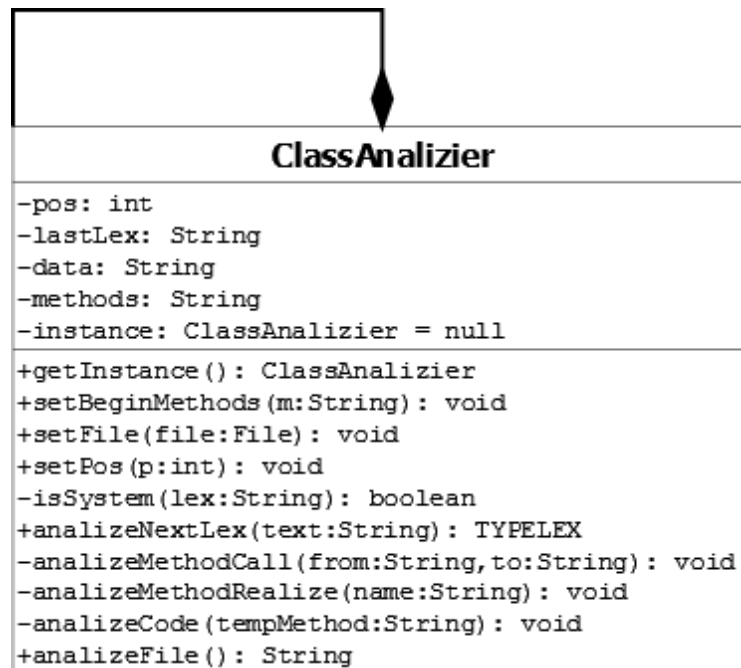 ClassAnalizier
-pos: int
-lastLex: String
-data: String
-methods: String
-instance: ClassAnalizier = null
+getInstance(): ClassAnalizier
+setBeginMethods(m:String): void
+setFile(file:File): void
+setPos(p:int): void
-isSystem(lex:String): boolean
+analizeNextLex(text:String): TYPELEX
-analizeMethodCall(from:String,to:String): void
-analizeMethodRealize(name:String): void
-analizeCode(tempMethod:String): void
+analizeFile(): String